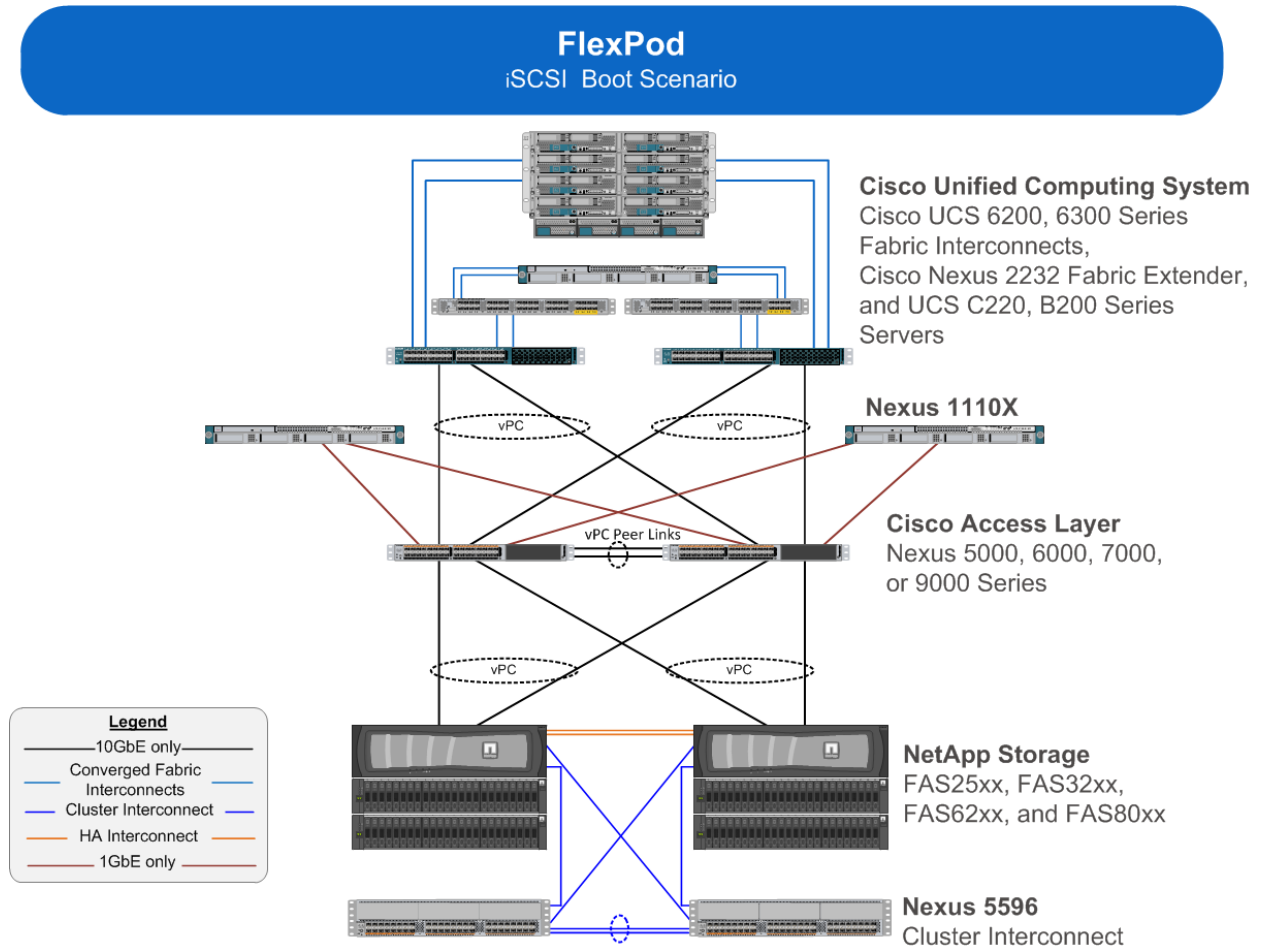 FlexPod
iSCSI Boot Scenario
Cisco Unified Computing System
Cisco UCS 6200, 6300 Series
Fabric Interconnects,
Cisco Nexus 2232 Fabric Extender,
and UCS C220, B200 Series
Servers
Nexus 1110X
vPC
vPC
Cisco Access Layer
Nexus 5000, 6000, 7000,
or 9000 Series
vPC Peer Links
vPC
vPC
Legend
10GbE only
Converged Fabric
Interconnects
Cluster Interconnect
HA Interconnect
1GbE only
NetApp Storage
FAS25xx, FAS32xx,
FAS62xx, and FAS80xx
Nexus 5596
Cluster Interconnect